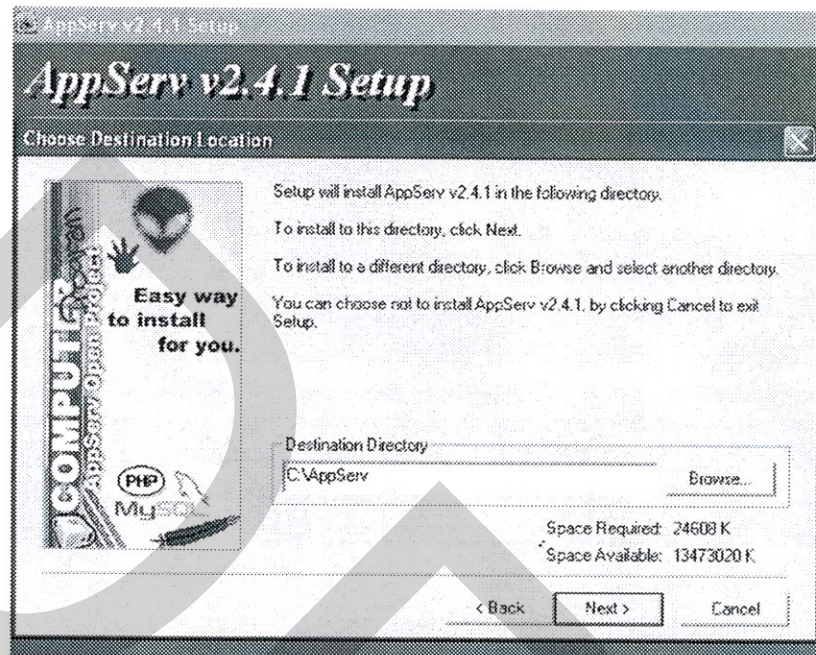 AppServ v2.4.1 Setup
AppServ v2.4.1 Setup
Choose Destination Location
Setup will install AppServ v2.4.1 in the following directory.
To install to this directory, click Next.
To install to a different directory, click Browse and select another directory.
You can choose not to install AppServ v2.4.1, by clicking Cancel to exit
Setup.
COMPUTE Program
AppServ Open Project
Easy way
to install
for you.
PHP
MySQL
Destination Directory
C:\AppServ
Browse...
Space Required: 24608 K
Space Available: 13473020 K
< Back
Next >
Cancel